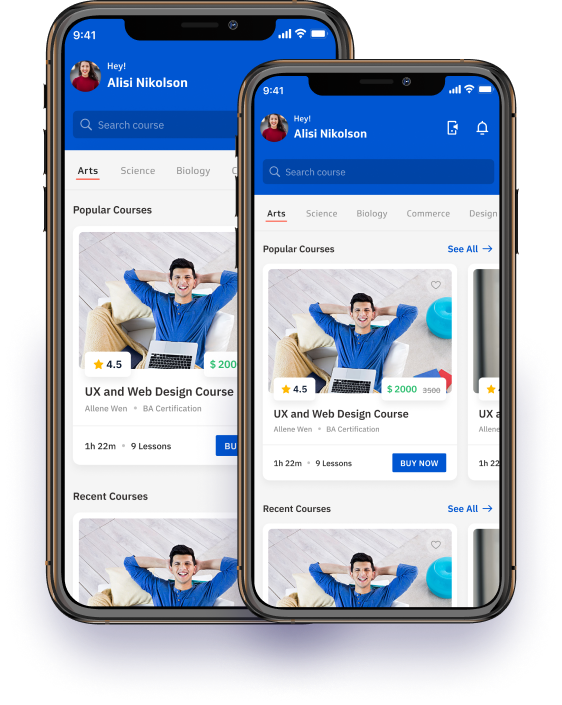 9:41
Hey!
Alisi Nikolson
Search course
Arts Science Biology
Popular Courses
4.5
$ 200
UX and Web Design Course
Allene Wen • BA Certification
1h 22m • 9 Lessons
BU
Recent Courses
9:41
Hey!
Alisi Nikolson
Search course
Arts Science Biology Commerce Design
Popular Courses
See All →
4.5
$ 2000 3500
UX and Web Design Course
Allene Wen • BA Certification
1h 22m • 9 Lessons
BUY NOW
4
UX a
Allene
1h 22
Recent Courses
See All →